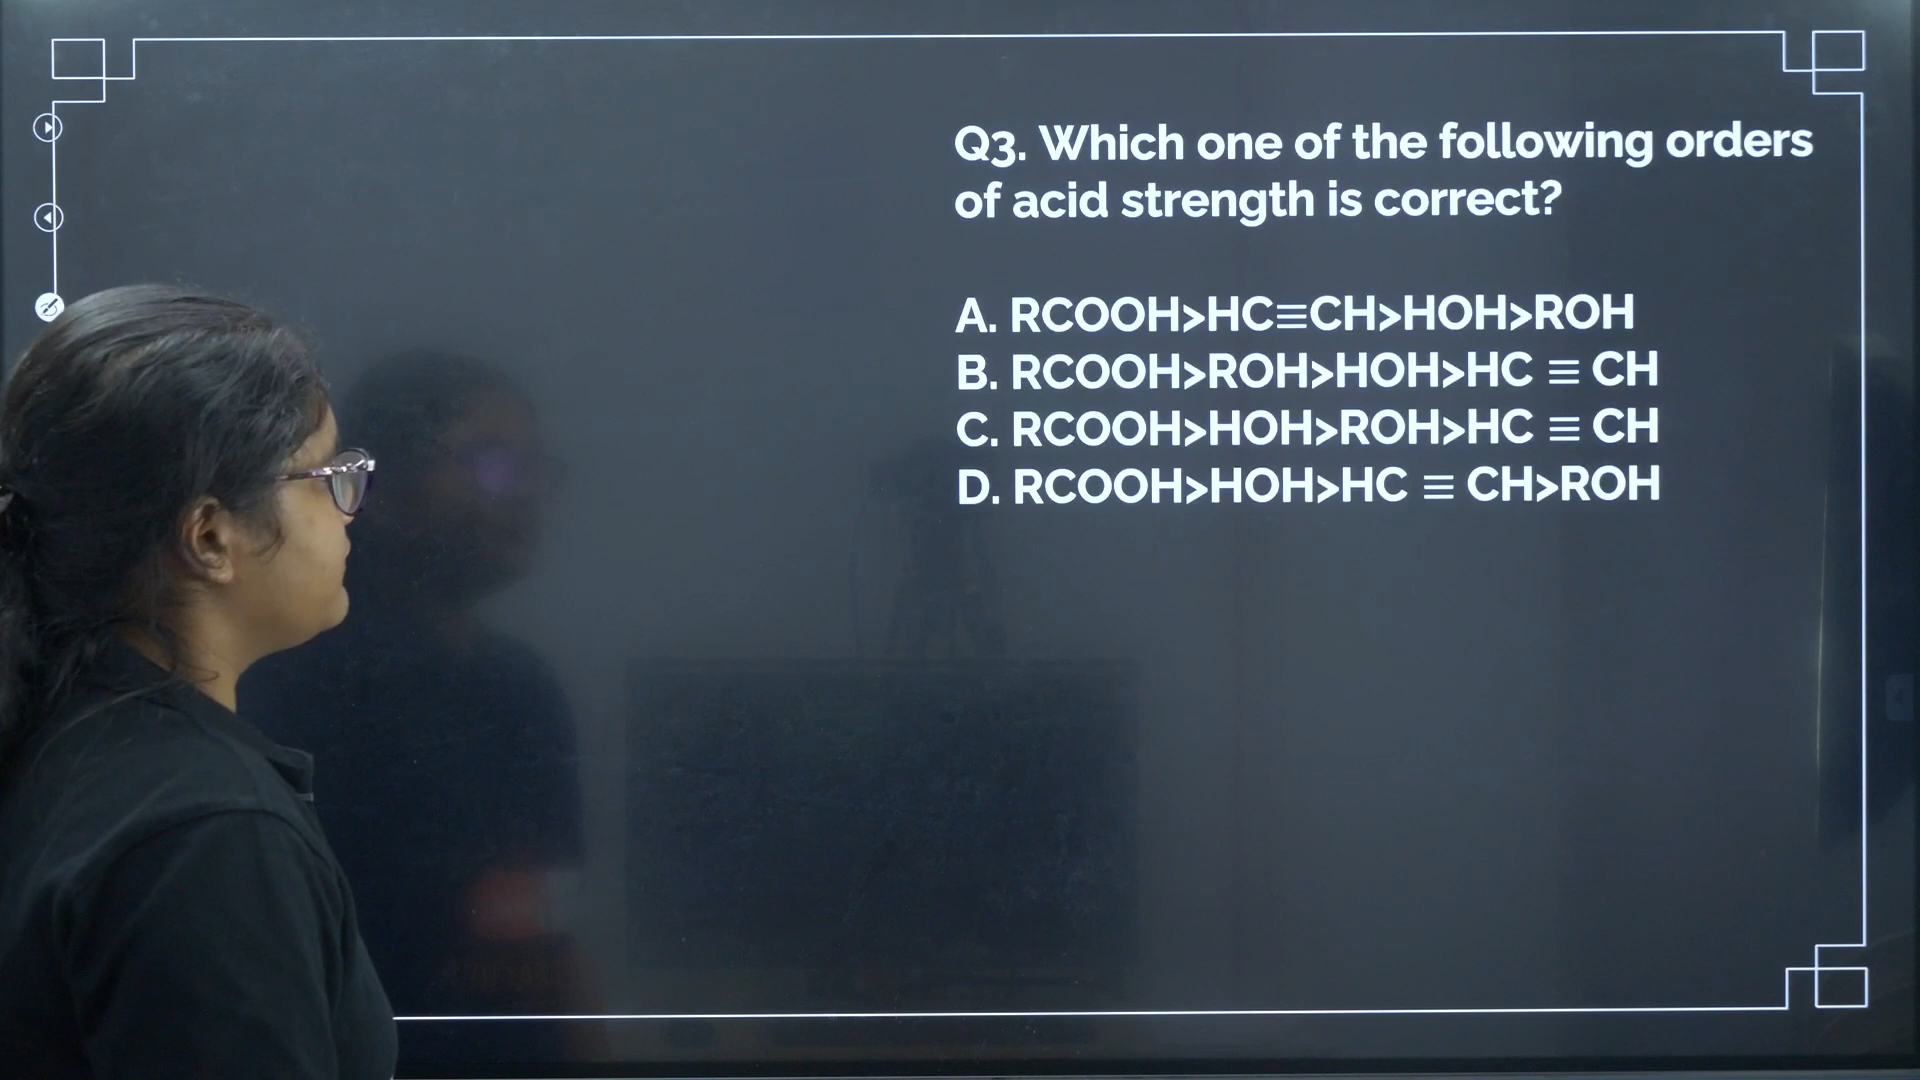 Q3. Which one of the following orders
of acid strength is correct?
A. RCOOH>HC≡CH>HOH>ROH
B. RCOOH>ROH>HOH>HC ≡ CH
C. RCOOH>HOH>ROH>HC ≡ CH
D. RCOOH>HOH>HC ≡ CH>ROH